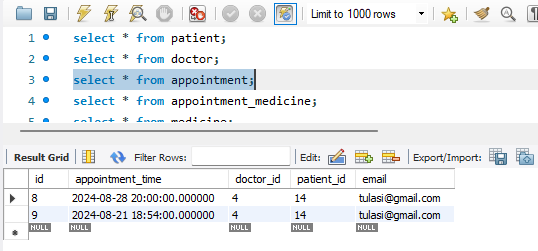 Limit to 1000 rows
1 select * from patient;
2 select * from doctor;
3 select * from appointment;
4 select * from appointment_medicine;
5 select * from medicine;
Result Grid Filter Rows: Edit: Export/Import:
id appointment_time doctor_id patient_id email
8 2024-08-28 20:00:00.000000 4 14 tulasi@gmail.com
9 2024-08-21 18:54:00.000000 4 14 tulasi@gmail.com
NULL NULL NULL NULL NULL